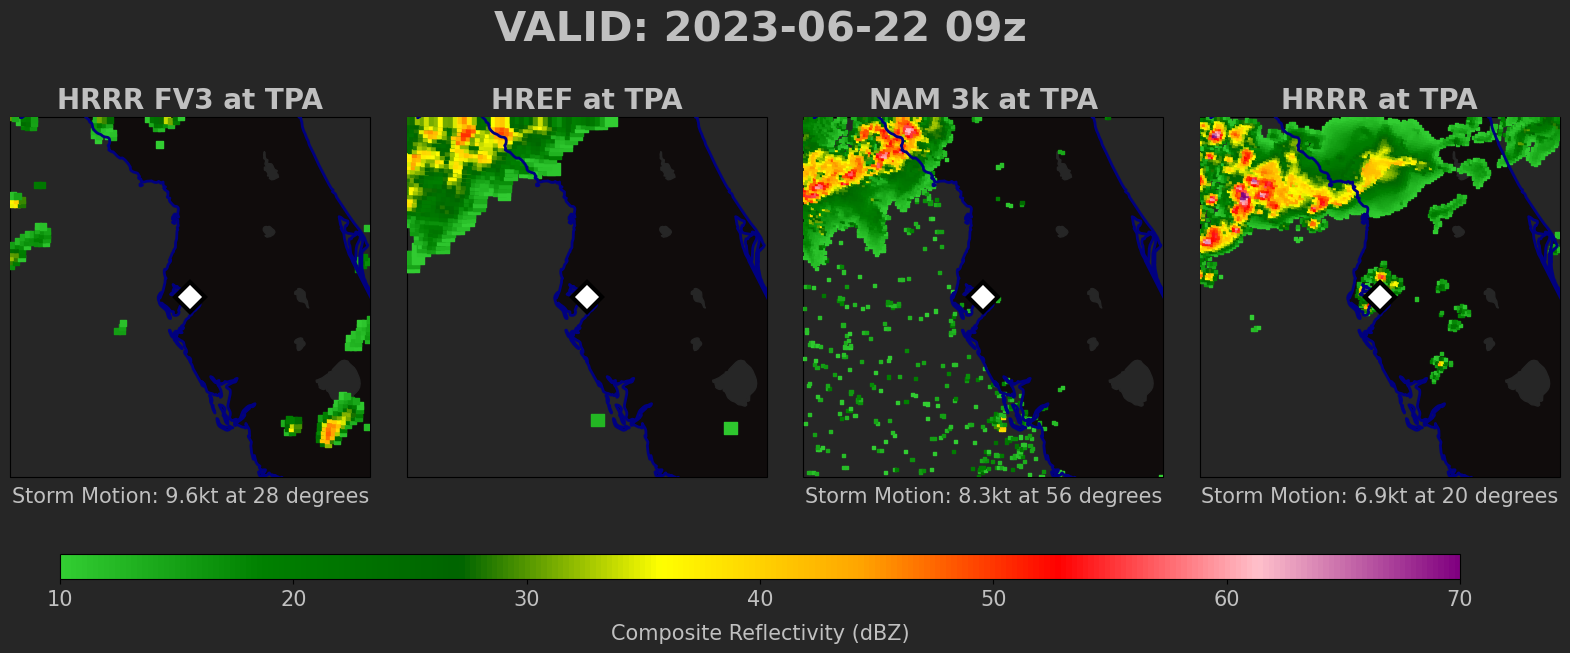 VALID: 2023-06-22 09z
HRRR FV3 at TPA
HREF at TPA
NAM 3k at TPA
HRRR at TPA
Storm Motion: 9.6kt at 28 degrees
Storm Motion: 8.3kt at 56 degrees
Storm Motion: 6.9kt at 20 degrees
10 20 30 40 50 60 70
Composite Reflectivity (dBZ)